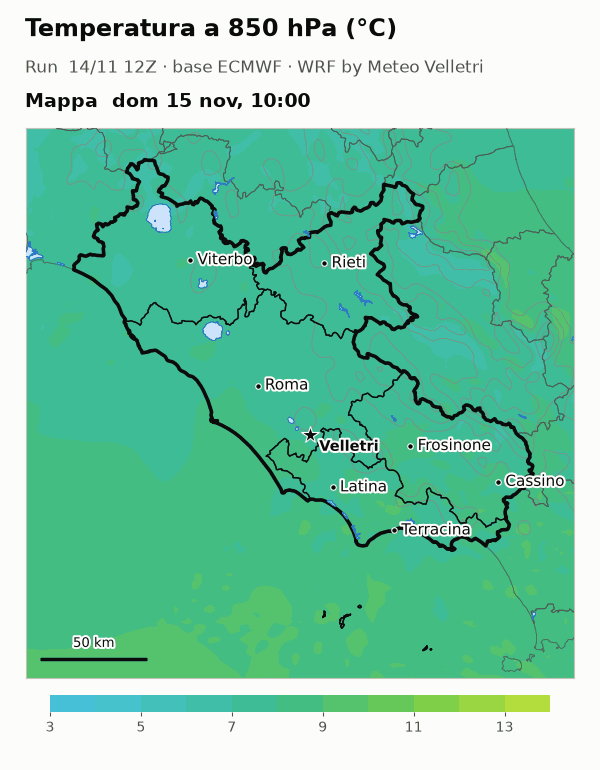 Temperatura a 850 hPa (°C)
Run  14/11 12Z · base ECMWF · WRF by Meteo Velletri
Mappa  dom 15 nov, 10:00
Viterbo
Rieti
Roma
Velletri
Frosinone
Latina
Cassino
Terracina
50 km
3 5 7 9 11 13